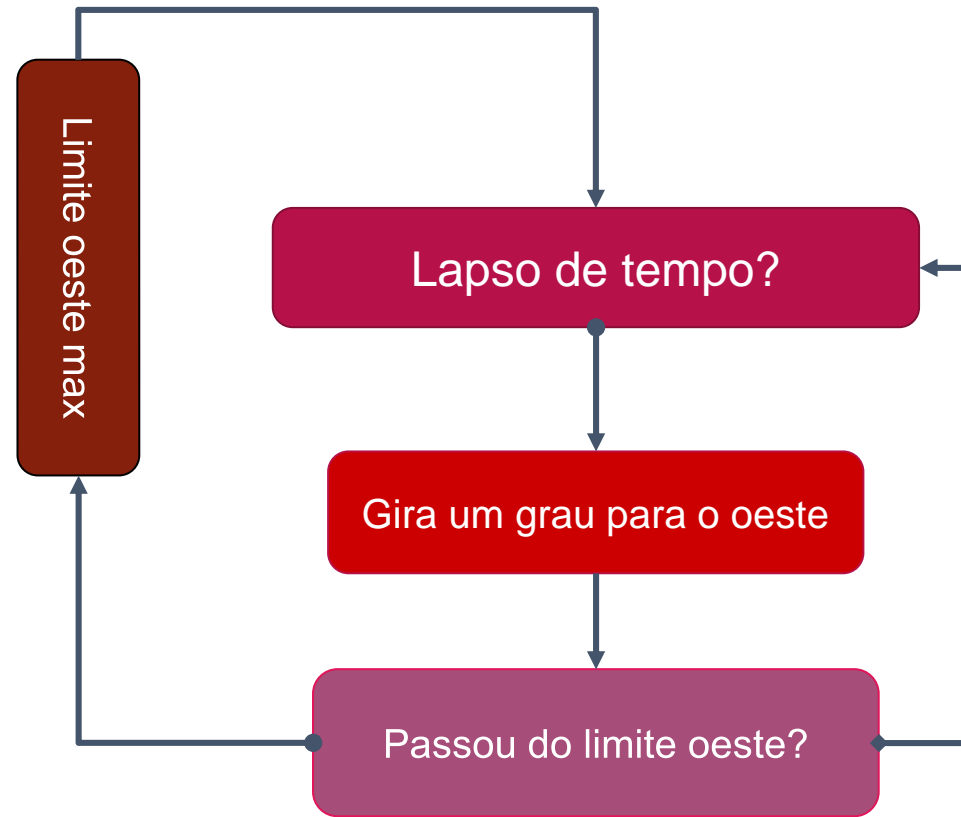 Limite oeste max
Lapso de tempo?
Gira um grau para o oeste
Passou do limite oeste?